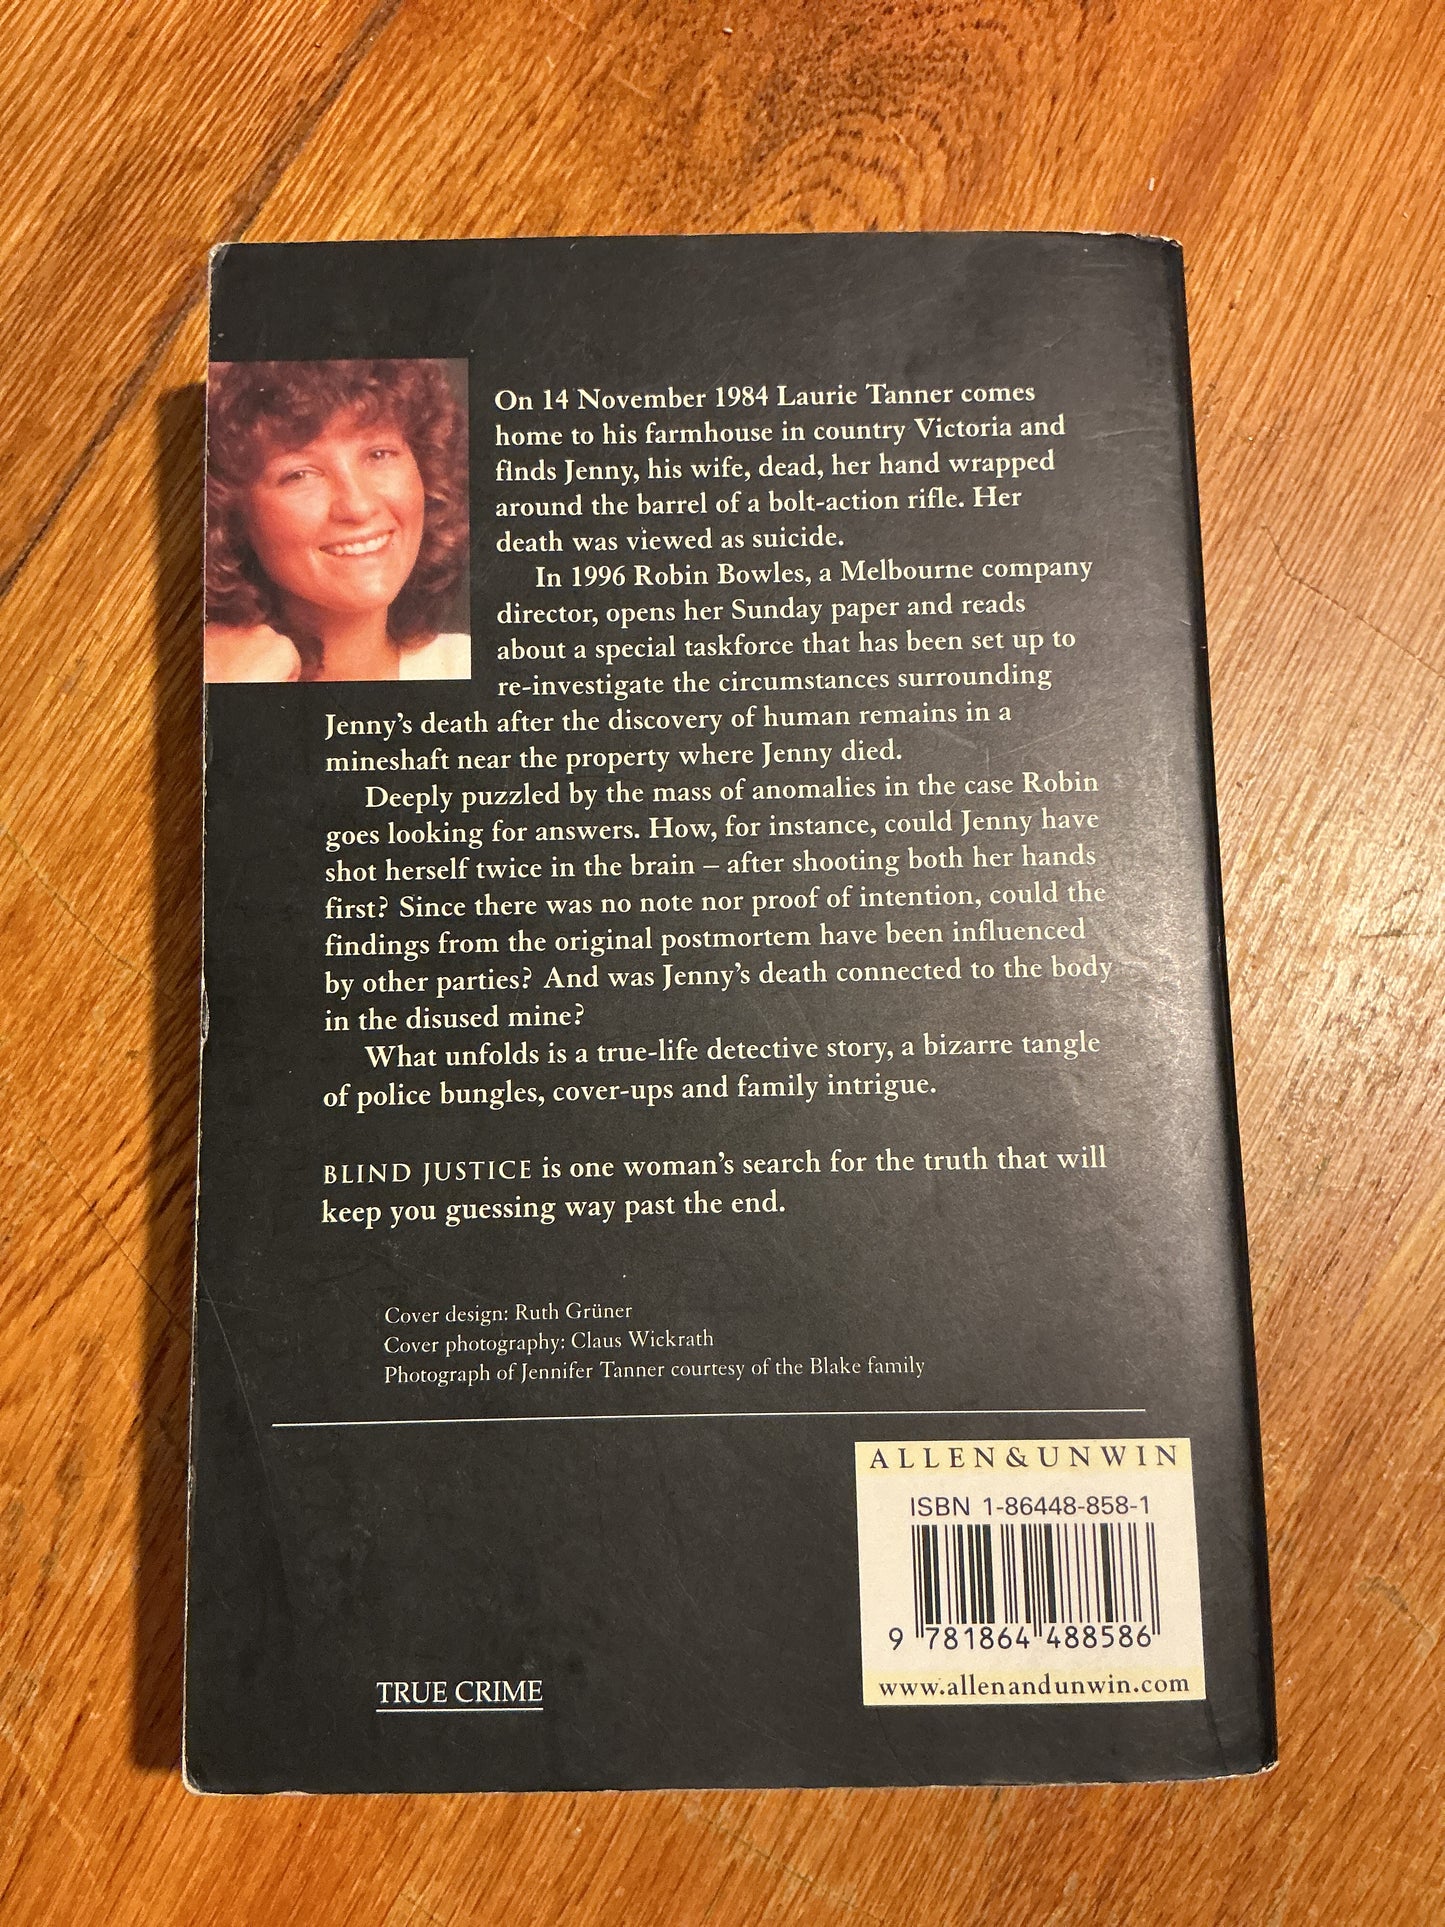 On 14 November 1984 Laurie Tanner comes
home to his farmhouse in country Victoria and
finds Jenny, his wife, dead, her hand wrapped
around the barrel of a bolt-action rifle. Her
death was viewed as suicide.
In 1996 Robin Bowles, a Melbourne company
director, opens her Sunday paper and reads
about a special taskforce that has been set up to
re-investigate the circumstances surrounding
Jenny's death after the discovery of human remains in a
mineshaft near the property where Jenny died.
Deeply puzzled by the mass of anomalies in the case Robin
goes looking for answers. How, for instance, could Jenny have
shot herself twice in the brain – after shooting both her hands
first? Since there was no note nor proof of intention, could the
findings from the original postmortem have been influenced
by other parties? And was Jenny's death connected to the body
in the disused mine?
What unfolds is a true-life detective story, a bizarre tangle
of police bungles, cover-ups and family intrigue.
BLIND JUSTICE is one woman's search for the truth that will
keep you guessing way past the end.
Cover design: Ruth Grüner
Cover photography: Claus Wickrath
Photograph of Jennifer Tanner courtesy of the Blake family
ALLEN & UNWIN
ISBN 1-86448-858-1
9 781864 488586
www.allenandunwin.com
TRUE CRIME